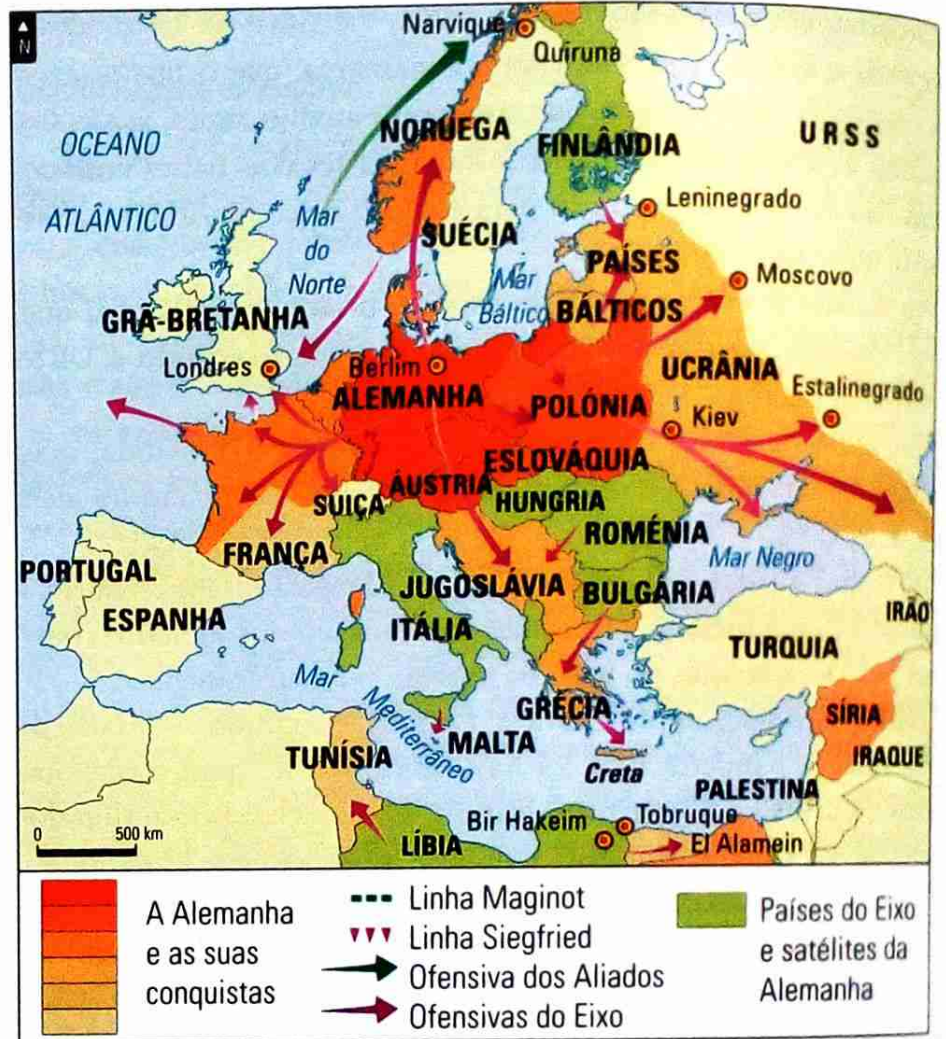 N
Narvique
Quiruna
OCEANO
ATLÂNTICO
NORUEGA
FINLÂNDIA
URSS
Mar
do
Norte
SUÉCIA
Leninegrado
PAÍSES
BÁLTICOS
Mar
Báltico
Moscovo
GRÃ-BRETANHA
Londres
Berlim
ALEMANHA
UCRÂNIA
Estalinegrado
POLÓNIA
Kiev
ESLOVÁQUIA
ÁUSTRIA
HUNGRIA
SUIÇA
ROMÉNIA
FRANÇA
Mar Negro
PORTUGAL
ESPANHA
JUGOSLÁVIA
BULGÁRIA
ITÁLIA
IRÃO
TURQUIA
Mar
Mediterrâneo
GRÉCIA
SÍRIA
TUNÍSIA
MALTA
Creta
IRAQUE
PALESTINA
Bir Hakeim
Tobruque
LÍBIA
El Alamein
0 500 km
A Alemanha
e as suas
conquistas
Linha Maginot
Linha Siegfried
Ofensiva dos Aliados
Ofensivas do Eixo
Países do Eixo
e satélites da
Alemanha